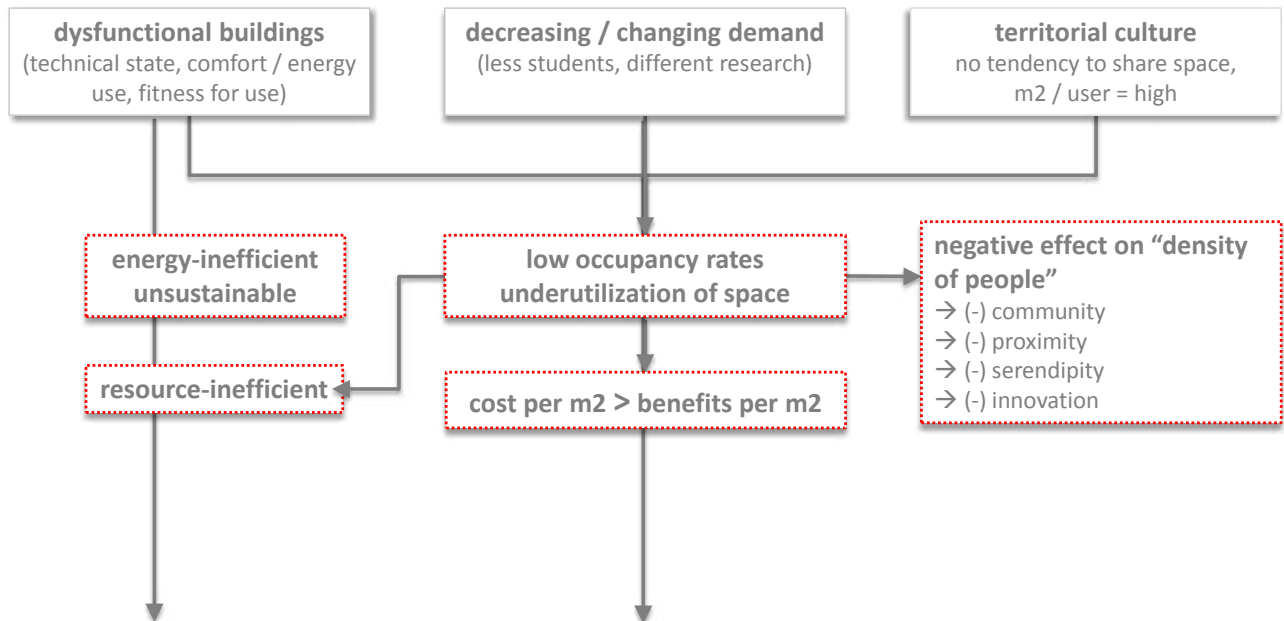 dysfunctional buildings
(technical state, comfort / energy
use, fitness for use)
decreasing / changing demand
(less students, different research)
territorial culture
no tendency to share space,
m2 / user = high
energy-inefficient
unsustainable
low occupancy rates
underutilization of space
negative effect on “density
of people”
→ (-) community
→ (-) proximity
→ (-) serendipity
→ (-) innovation
resource-inefficient
cost per m2 > benefits per m2